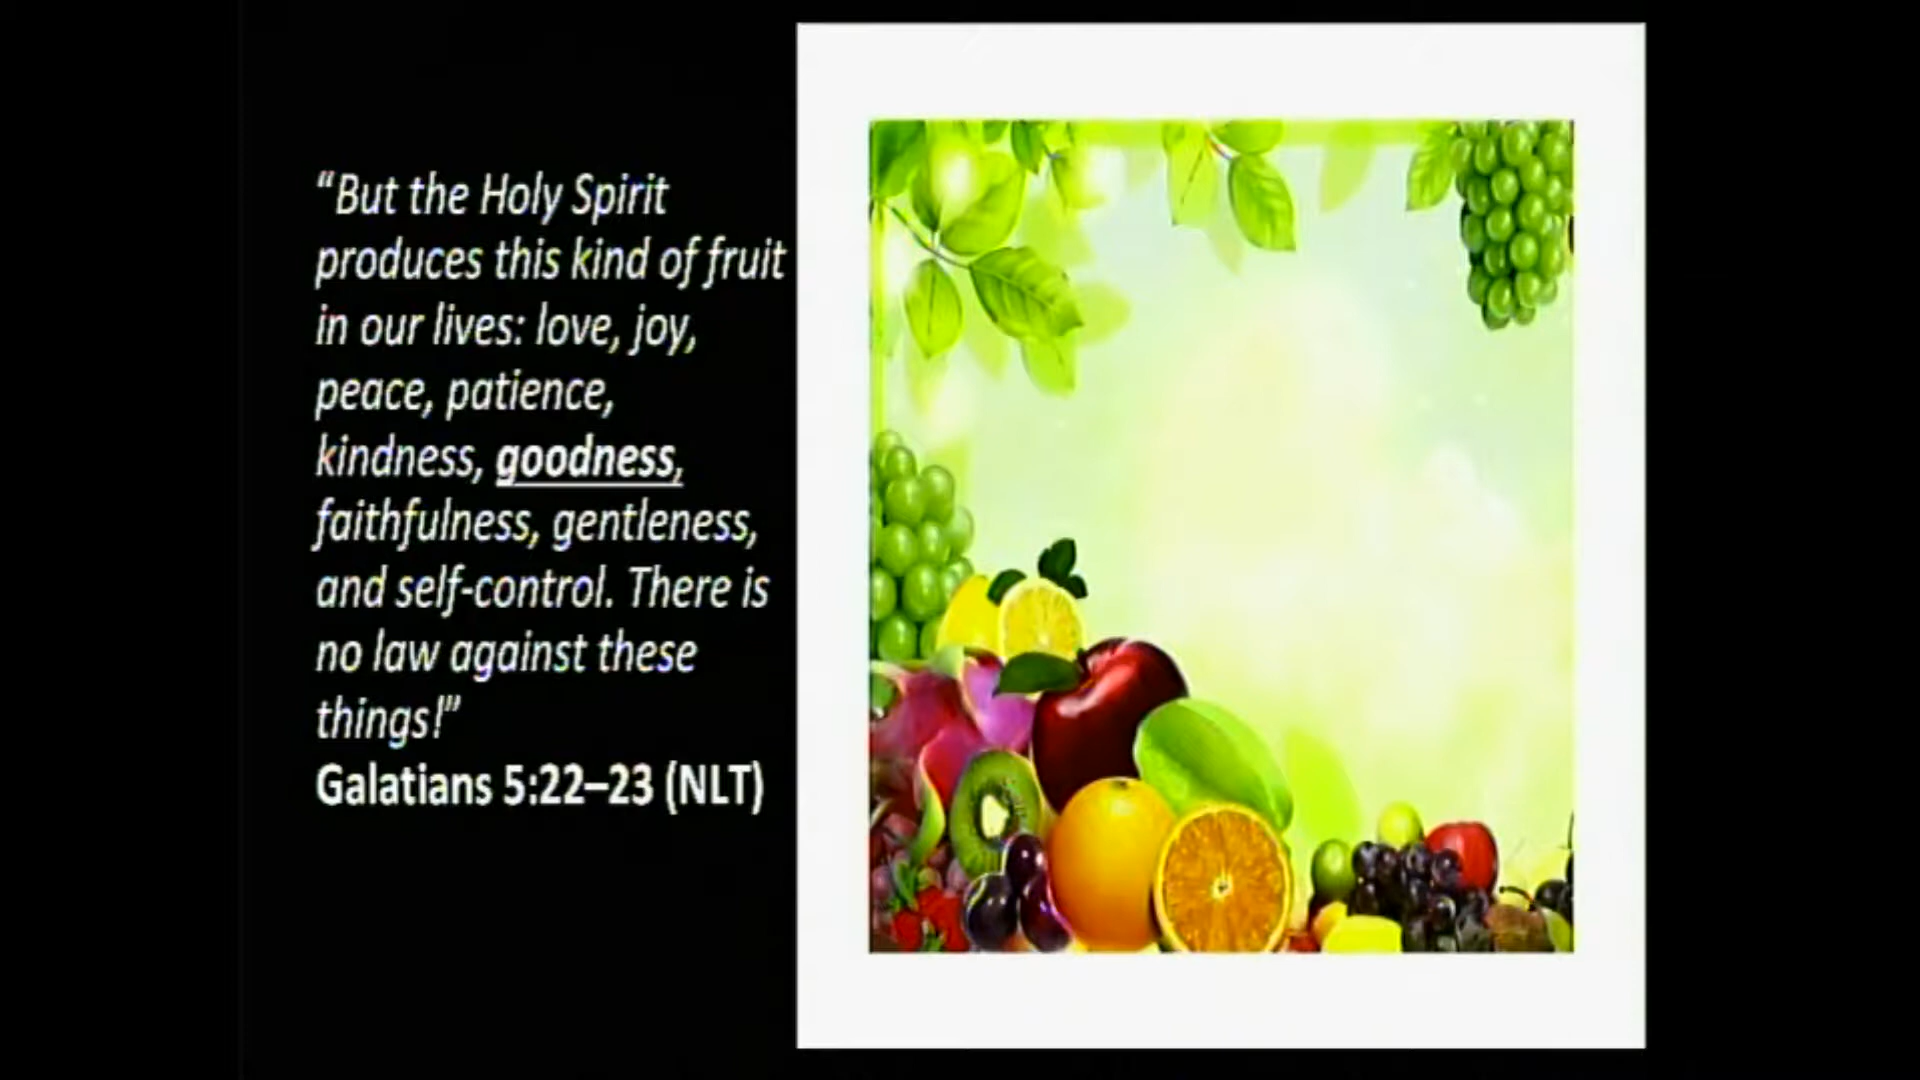 “But the Holy Spirit
produces this kind of fruit
in our lives: love, joy,
peace, patience,
kindness, goodness,
faithfulness, gentleness,
and self-control. There is
no law against these
things!”
Galatians 5:22–23 (NLT)